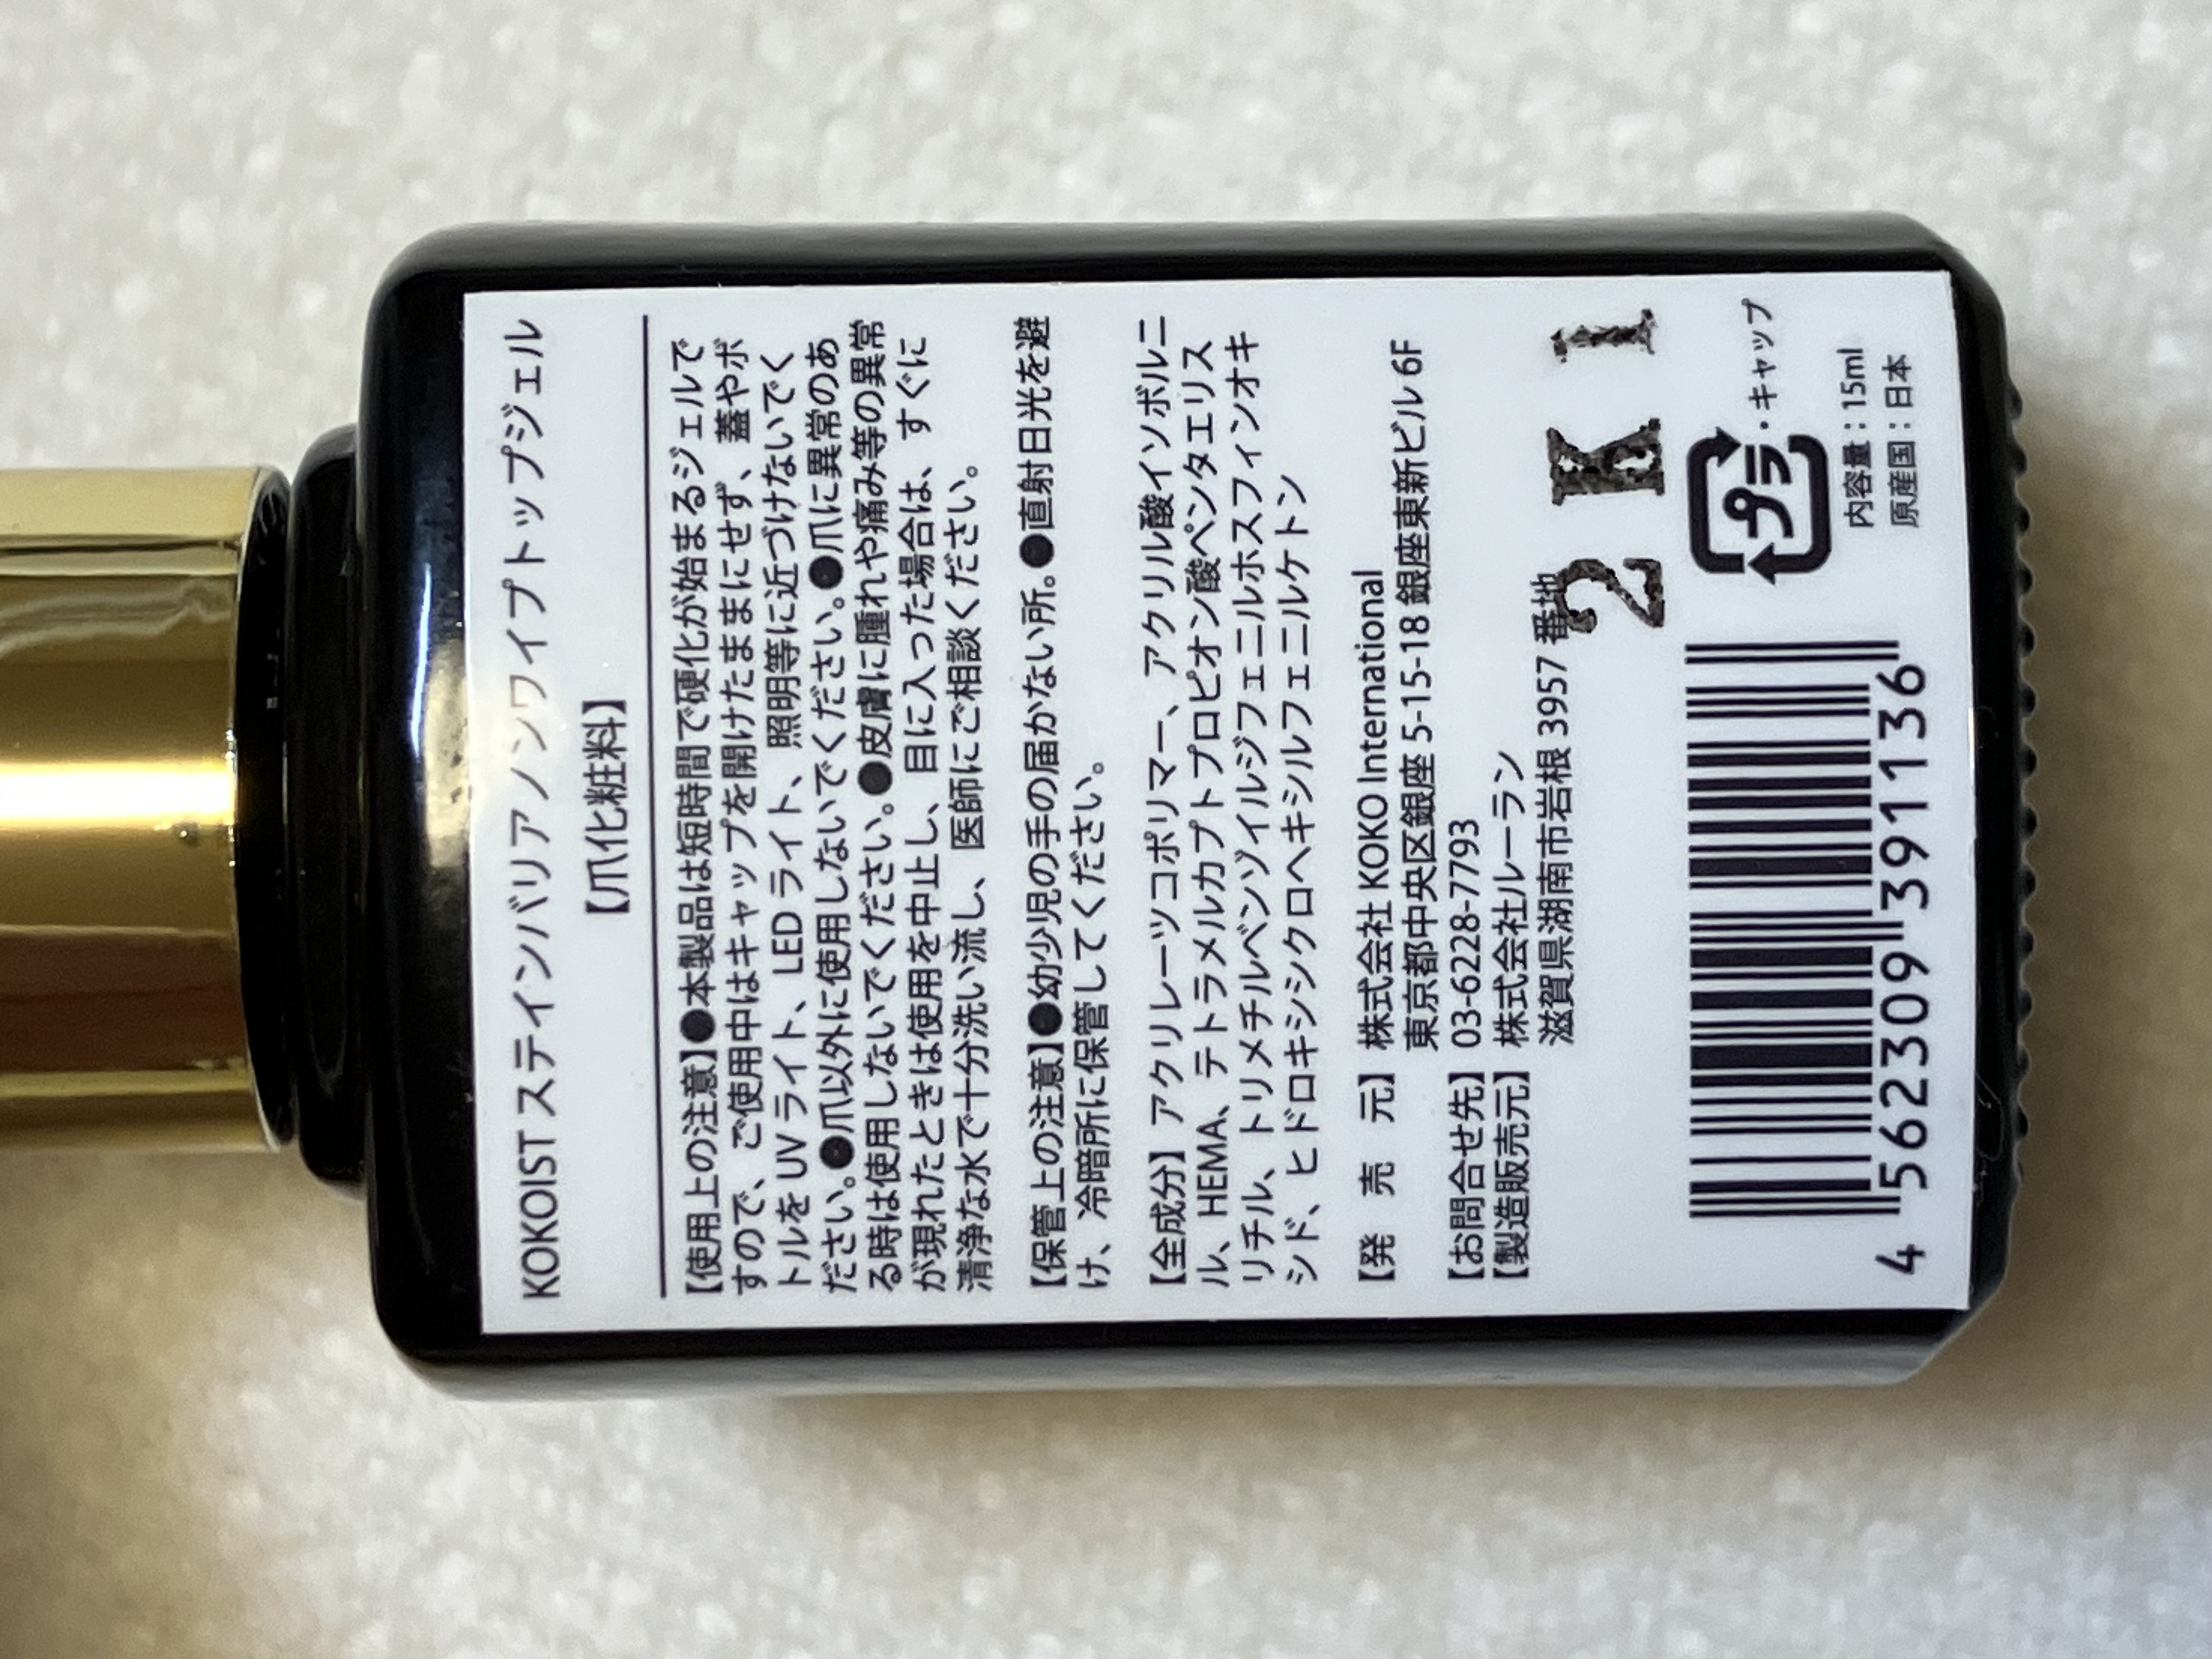 KOKOIST ステインバリアノンワイプトップジェル
【爪化粧料】
【使用上の注意】●本製品は短時間で硬化が始まるジェルで
すので、ご使用中はキャップを開けたままにせず、蓋やボ
トルを UV ライト、LED ライト、照明等に近づけないでく
ださい。●爪以外に使用しないでください。●爪に異常のあ
る時は使用しないでください。●皮膚に腫れや痛み等の異常
が現れたときは使用を中止し、目に入った場合は、すぐに
清浄な水で十分洗い流し、医師にご相談ください。
【保管上の注意】●幼少児の手の届かない所。●直射日光を避
け、冷暗所に保管してください。
【全成分】アクリレーツコポリマー、アクリル酸イソボルニ
ル、HEMA、テトラメルカプトプロピオン酸ペンタエリス
リチル、トリメチルベンゾイルジフェニルホスフィンオキ
シド、ヒドロキシシクロヘキシルフェニルケトン
【発 売 元】株式会社 KOKO International
東京都中央区銀座 5-15-18 銀座東新ビル 6F
【お問合せ先】03-6228-7793
【製造販売元】株式会社ルーラン
滋賀県湖南市岩根 3957 番地
2 K 1
プラ・キャップ
内容量：15ml
原産国：日本
4 562309 391136